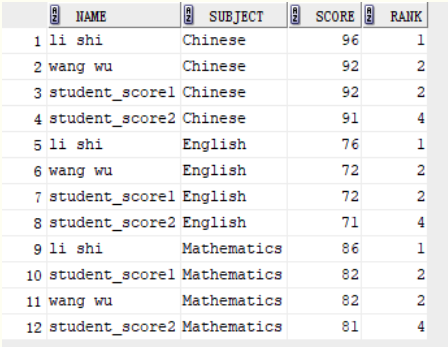 NAME SUBJECT SCORE RANK
1 li shi Chinese 96 1
2 wang wu Chinese 92 2
3 student_score1 Chinese 92 2
4 student_score2 Chinese 91 4
5 li shi English 76 1
6 wang wu English 72 2
7 student_score1 English 72 2
8 student_score2 English 71 4
9 li shi Mathematics 86 1
10 student_score1 Mathematics 82 2
11 wang wu Mathematics 82 2
12 student_score2 Mathematics 81 4